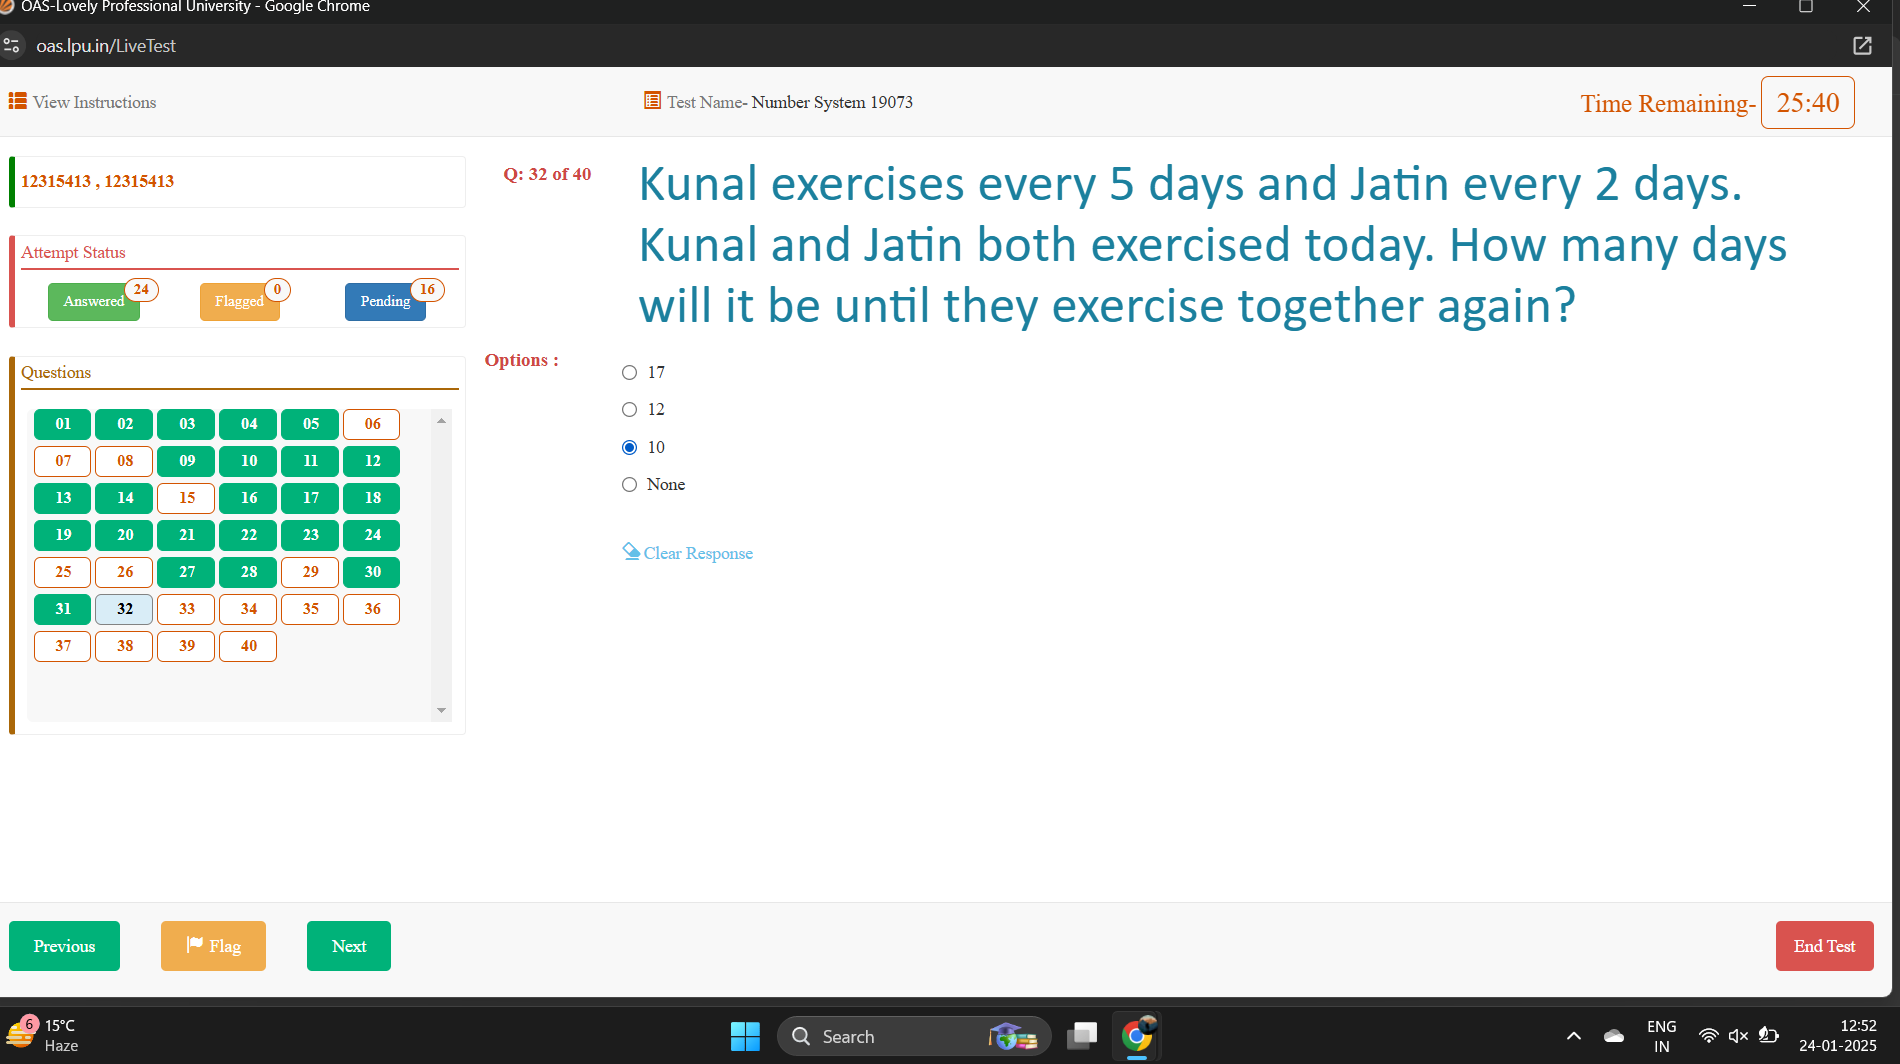 OAS-Lovely Professional University - Google Chrome
oas.lpu.in/LiveTest
View Instructions
Test Name- Number System 19073
Time Remaining- 25:40
12315413 , 12315413
Attempt Status
Answered 24
Flagged 0
Pending 16
Questions
01 02 03 04 05 06
07 08 09 10 11 12
13 14 15 16 17 18
19 20 21 22 23 24
25 26 27 28 29 30
31 32 33 34 35 36
37 38 39 40
Q: 32 of 40
Kunal exercises every 5 days and Jatin every 2 days.
Kunal and Jatin both exercised today. How many days
will it be until they exercise together again?
Options :
17
12
10
None
Clear Response
Previous
Flag
Next
End Test
6
15°C
Haze
Search
ENG
IN
12:52
24-01-2025